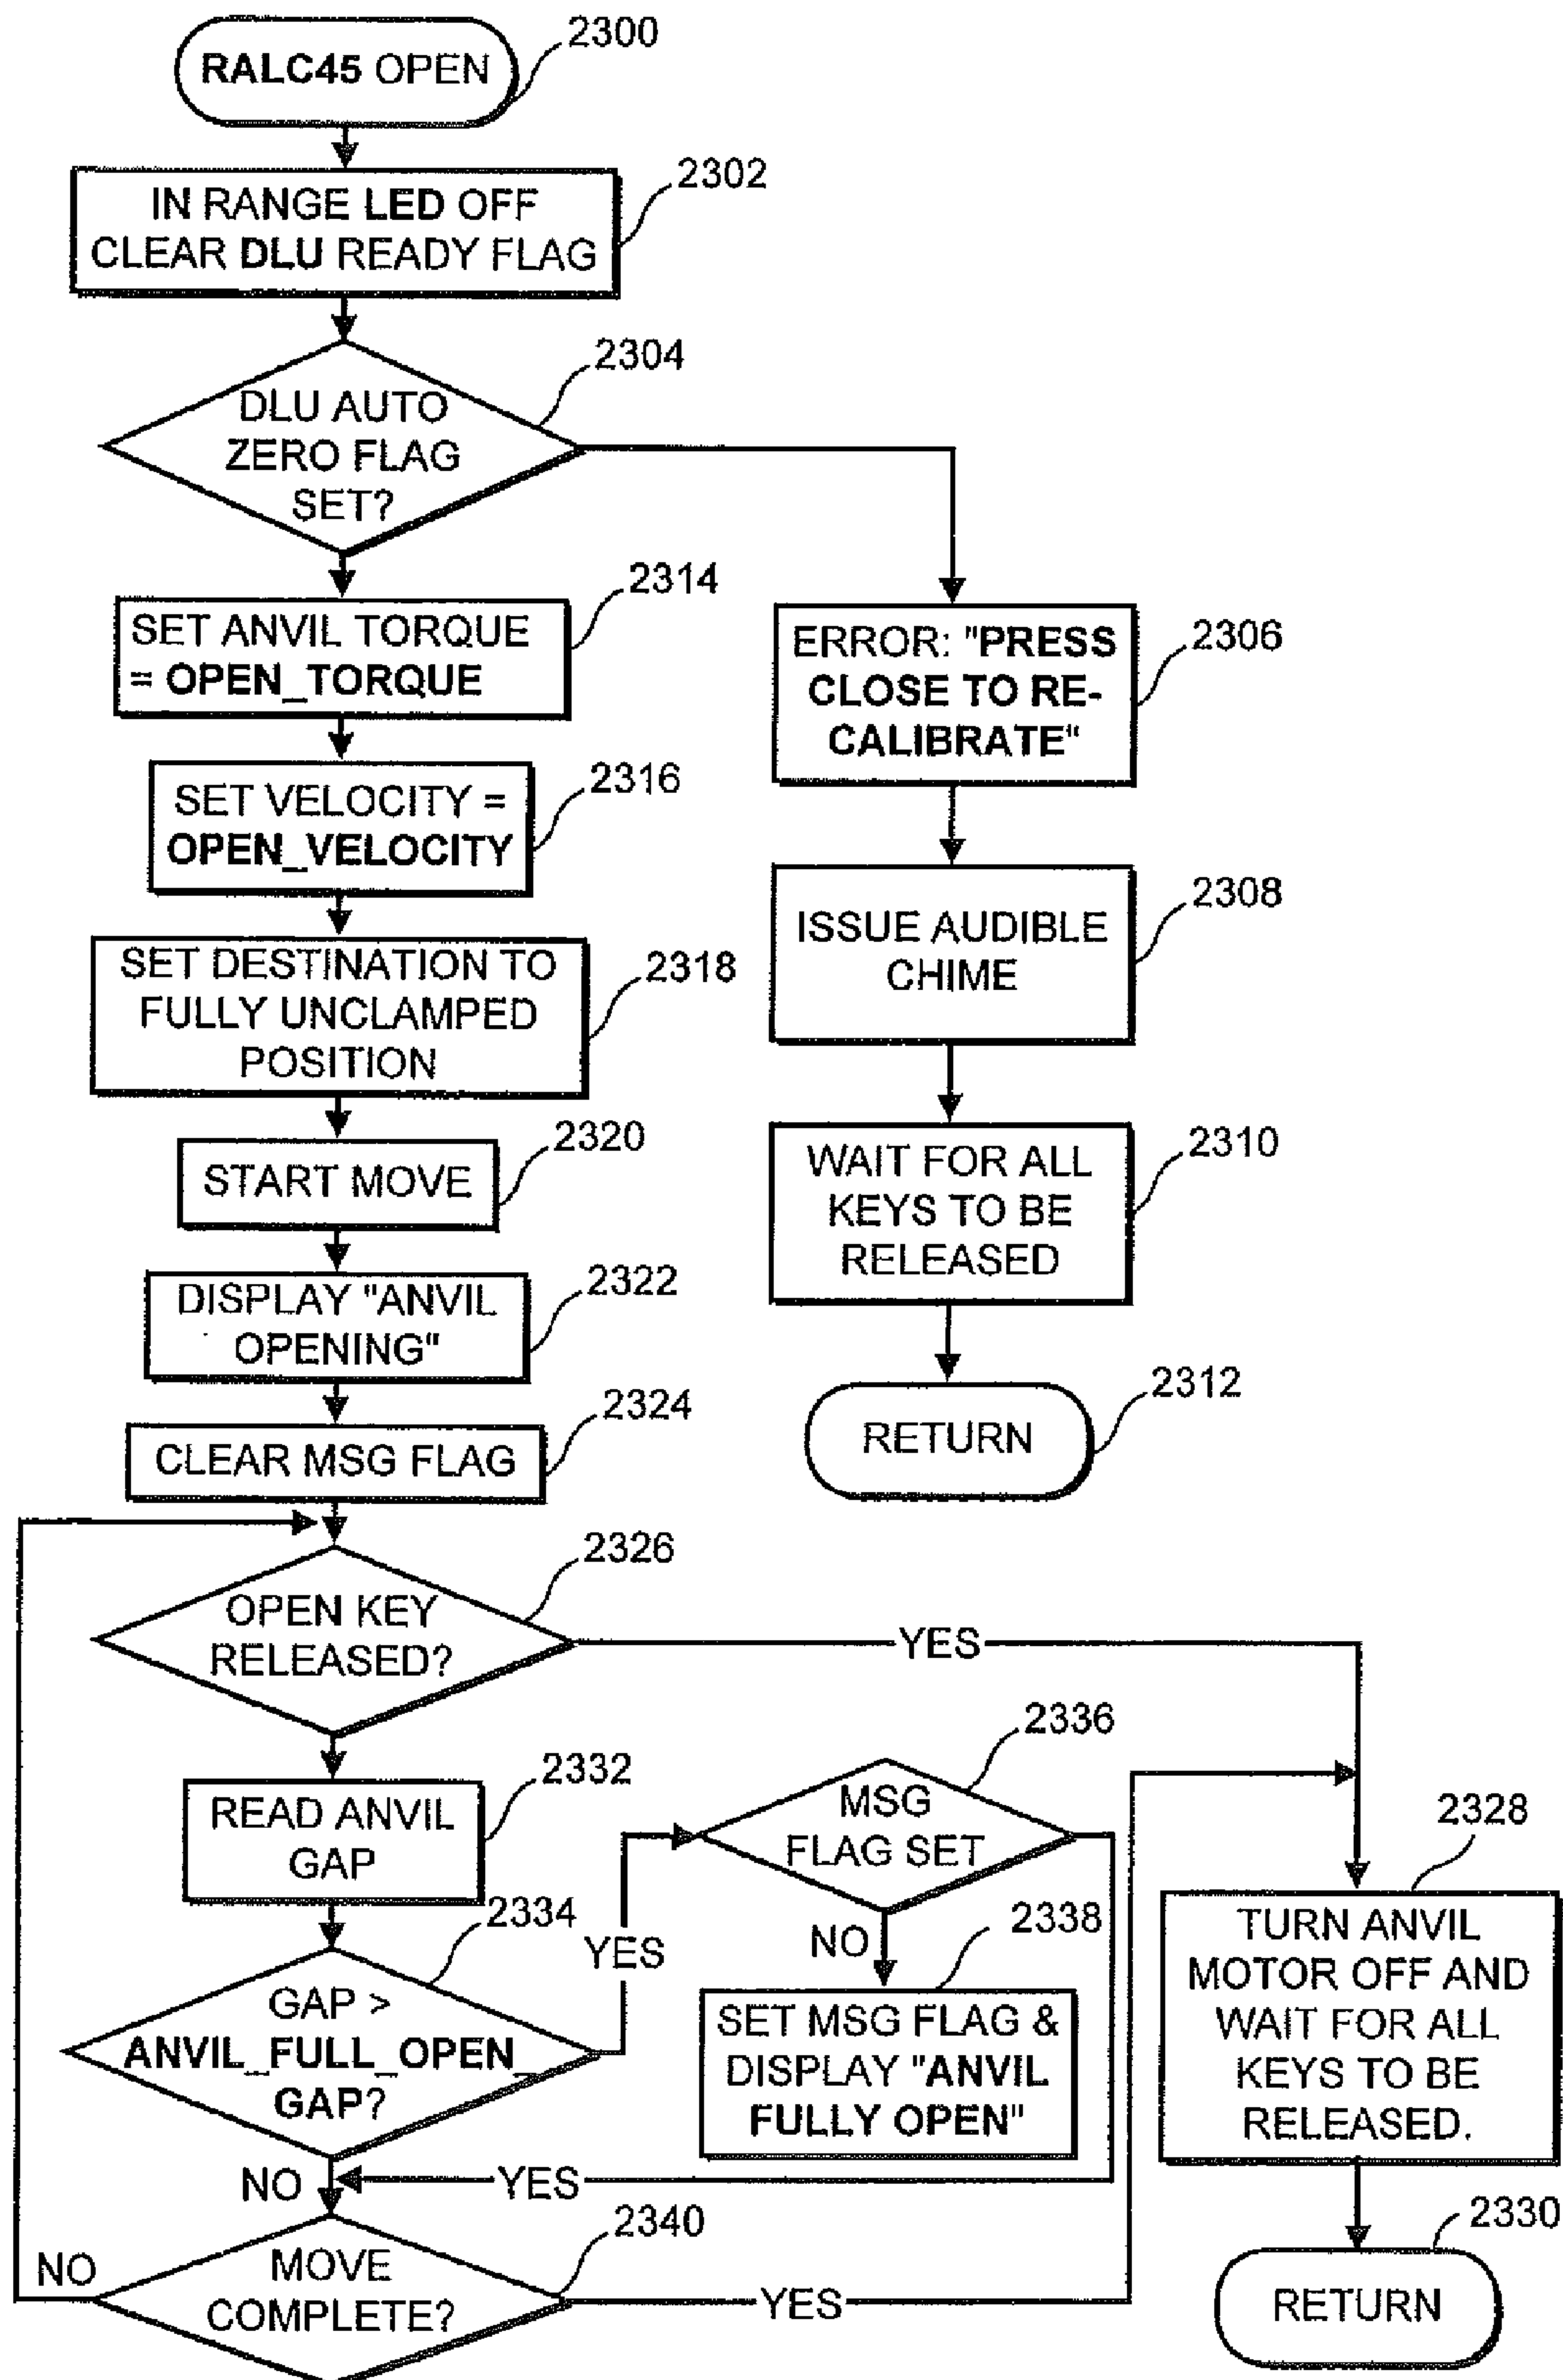 RALC45 OPEN
2300
IN RANGE LED OFF
CLEAR DLU READY FLAG
2302
DLU AUTO
ZERO FLAG
SET?
2304
SET ANVIL TORQUE
= OPEN_TORQUE
2314
SET VELOCITY =
OPEN_VELOCITY
2316
SET DESTINATION TO
FULLY UNCLAMPED
POSITION
2318
START MOVE
2320
DISPLAY "ANVIL
OPENING"
2322
CLEAR MSG FLAG
2324
ERROR: "PRESS
CLOSE TO RE-
CALIBRATE"
2306
ISSUE AUDIBLE
CHIME
2308
WAIT FOR ALL
KEYS TO BE
RELEASED
2310
RETURN
2312
OPEN KEY
RELEASED?
2326
YES
READ ANVIL
GAP
2332
GAP >
ANVIL_FULL_OPEN_
GAP?
2334
YES
NO
MSG
FLAG SET
2336
NO
YES
SET MSG FLAG &
DISPLAY "ANVIL
FULLY OPEN"
2338
MOVE
COMPLETE?
2340
NO
YES
TURN ANVIL
MOTOR OFF AND
WAIT FOR ALL
KEYS TO BE
RELEASED.
2328
RETURN
2330